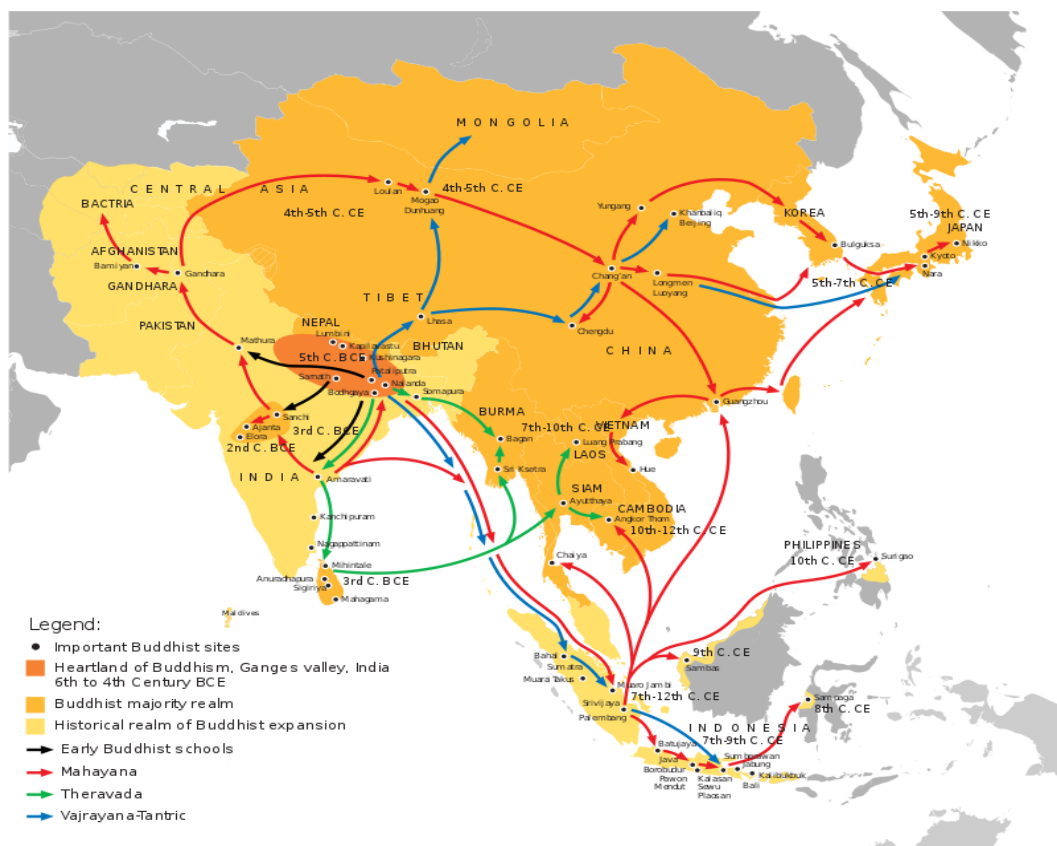 MONGOLIA
CENTRAL ASIA
BACTRIA
Loulan
4th-5th C. CE
Mogao
Dunhuang
4th-5th C. CE
Yungang
Khanbaliq
Beijing
KOREA
5th-9th C. CE
JAPAN
Nikko
AFGHANISTAN
Bamiyan
Gandhara
GANDHARA
Bulguksa
Kyoto
Nara
Chang'an
Longmen
Luoyang
5th-7th C. CE
TIBET
Lhasa
Chengdu
PAKISTAN
NEPAL
Lumbini
Kapilavastu
Mathura
5th C. BCE
Kushinagara
BHUTAN
CHINA
Sarnath
Pataliputra
Nalanda
Bodhgaya
Somapura
Guangzhou
Sanchi
Ajanta
Ellora
3rd C. BCE
2nd C. BCE
BURMA
7th-10th C. CE
VIETNAM
Bagan
Luang Prabang
LAOS
Sri Ksetra
Hue
INDIA
Amaravati
SIAM
Ayutthaya
CAMBODIA
Angkor Thom
10th-12th C. CE
Kanchipuram
Nagappattinam
Chaiya
PHILIPPINES
10th C. CE
Surigao
Mihintale
Anuradhapura
Sigiriya
3rd C. BCE
Mahagama
Maldives
Bahal
Sumatra
Muara Takus
Muaro Jambi
7th-12th C. CE
9th C. CE
Sambas
Srivijaya
Palembang
Sampaga
8th C. CE
INDONESIA
7th-9th C. CE
Batujaya
Java
Borobudur
Pawon
Mendut
Kalasan
Sewu
Plaosan
Sumberawan
Jabung
Bali
Kalibukbuk
Legend:
Important Buddhist sites
Heartland of Buddhism, Ganges valley, India
6th to 4th Century BCE
Buddhist majority realm
Historical realm of Buddhist expansion
Early Buddhist schools
Mahayana
Theravada
Vajrayana-Tantric